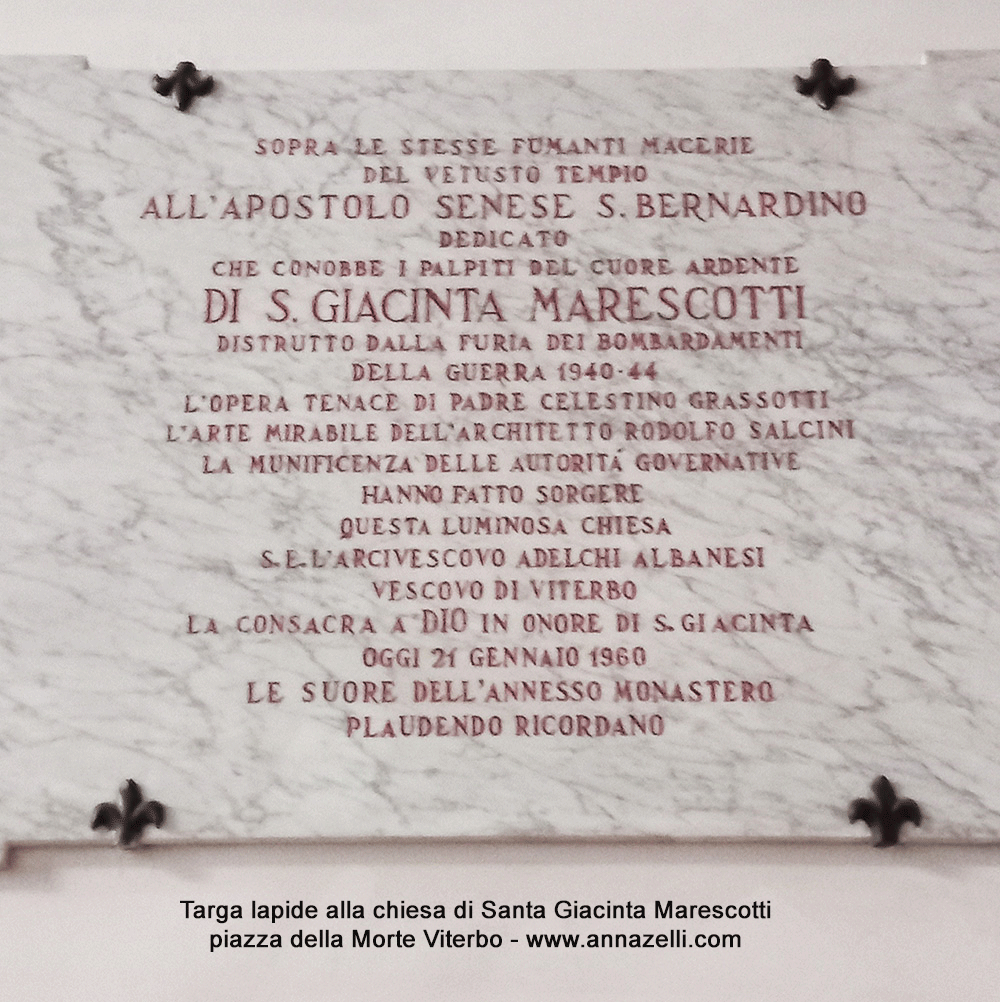 SOPRA LE STESSE FUMANTI MACERIE
DEL VETUSTO TEMPIO
ALL'APOSTOLO SENESE S. BERNARDINO
DEDICATO
CHE CONOBBE I PALPITI DEL CUORE ARDENTE
DI S. GIACINTA MARESCOTTI
DISTRUTTO DALLA FURIA DEI BOMBARDAMENTI
DELLA GUERRA 1940-44
L'OPERA TENACE DI PADRE CELESTINO GRASSOTTI
L'ARTE MIRABILE DELL'ARCHITETTO RODOLFO SALCINI
LA MUNIFICENZA DELLE AUTORITÁ GOVERNATIVE
HANNO FATTO SORGERE
QUESTA LUMINOSA CHIESA
S.E. L'ARCIVESCOVO ADELCHI ALBANESI
VESCOVO DI VITERBO
LA CONSACRA A DIO IN ONORE DI S. GIACINTA
OGGI 21 GENNAIO 1960
LE SUORE DELL'ANNESSO MONASTERO
PLAUDENDO RICORDANO
Targa lapide alla chiesa di Santa Giacinta Marescotti
piazza della Morte Viterbo - www.annazelli.com